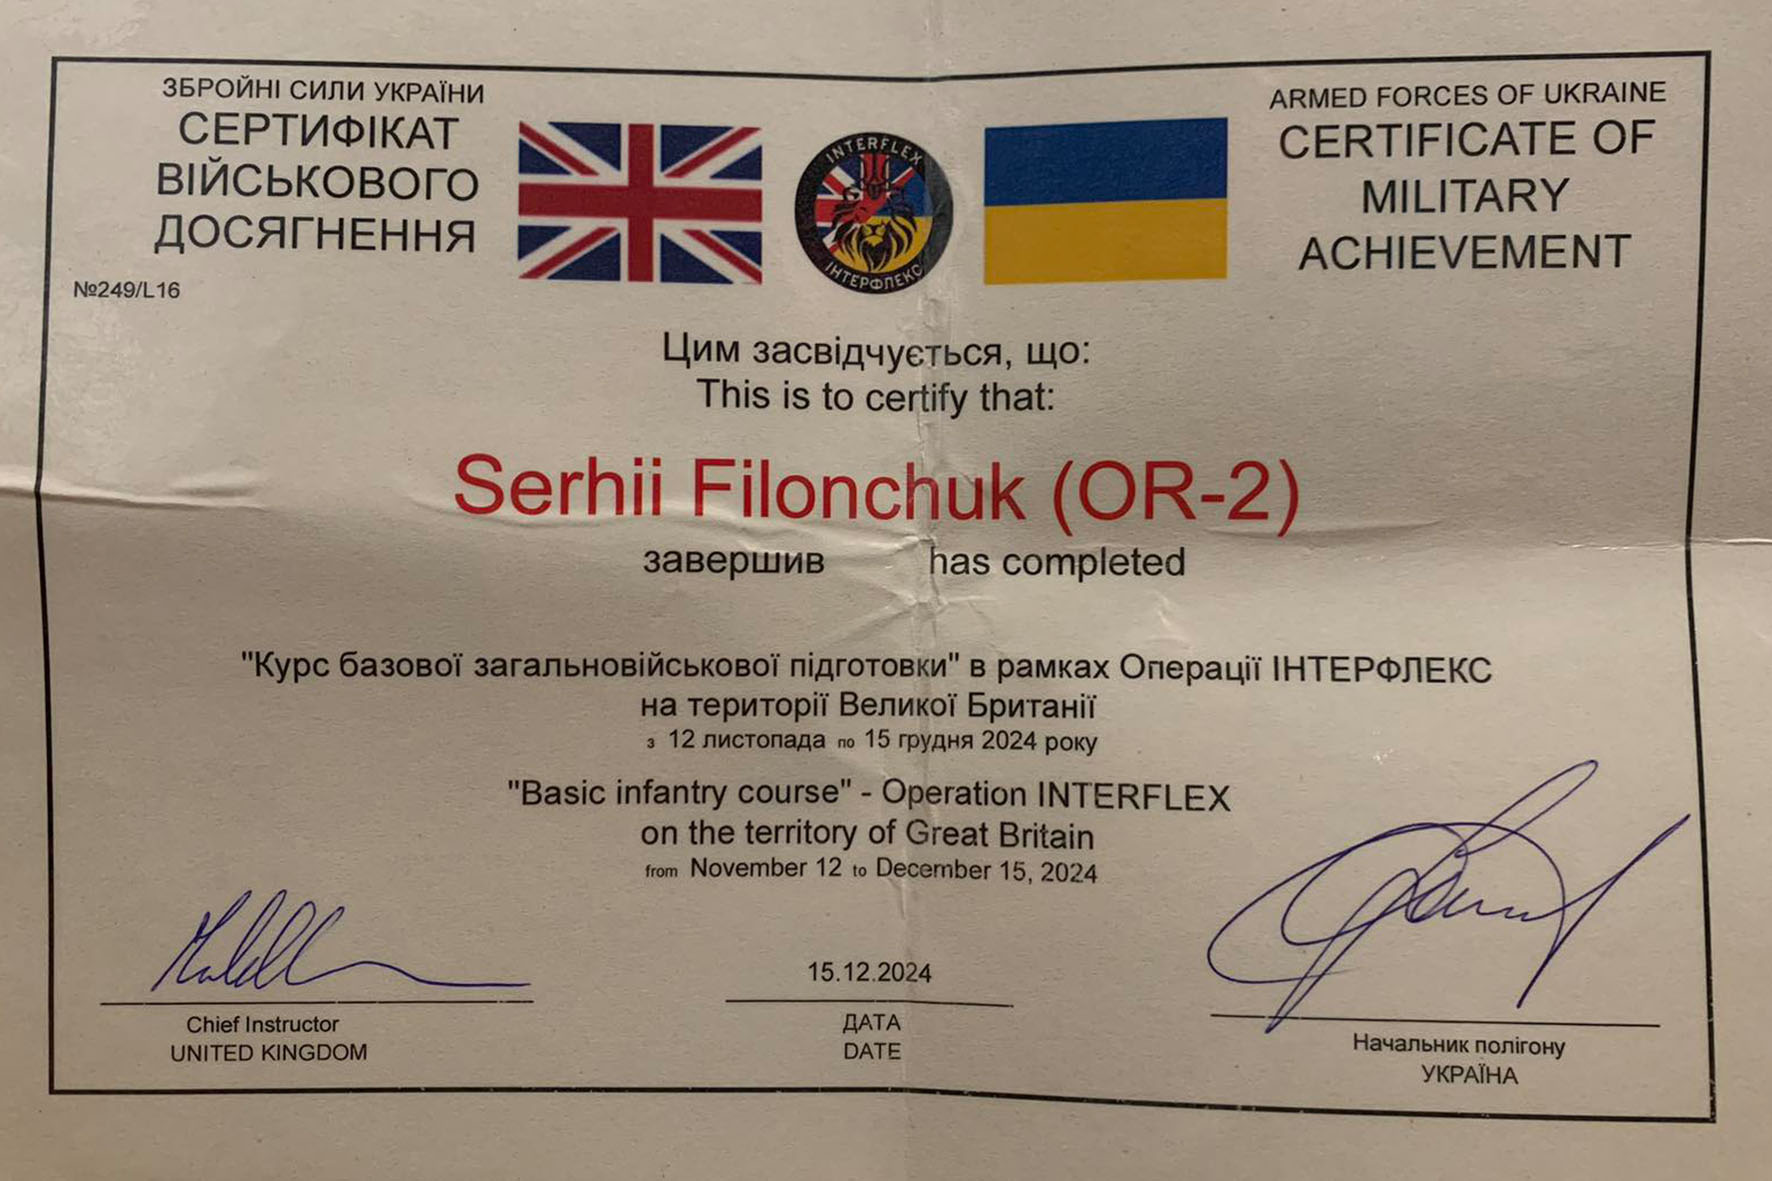 ЗБРОЙНІ СИЛИ УКРАЇНИ
СЕРТИФІКАТ
ВІЙСЬКОВОГО
ДОСЯГНЕННЯ
№249/L16
INTERFLEX
ІНТЕРФЛЕКС
ARMED FORCES OF UKRAINE
CERTIFICATE OF
MILITARY
ACHIEVEMENT
Цим засвідчується, що:
This is to certify that:
Serhii Filonchuk (OR-2)
завершив has completed
"Курс базової загальновійськової підготовки" в рамках Операції ІНТЕРФЛЕКС
на території Великої Британії
з 12 листопада по 15 грудня 2024 року
"Basic infantry course" - Operation INTERFLEX
on the territory of Great Britain
from November 12 to December 15, 2024
Chief Instructor
UNITED KINGDOM
15.12.2024
ДАТА
DATE
Начальник полігону
УКРАЇНА